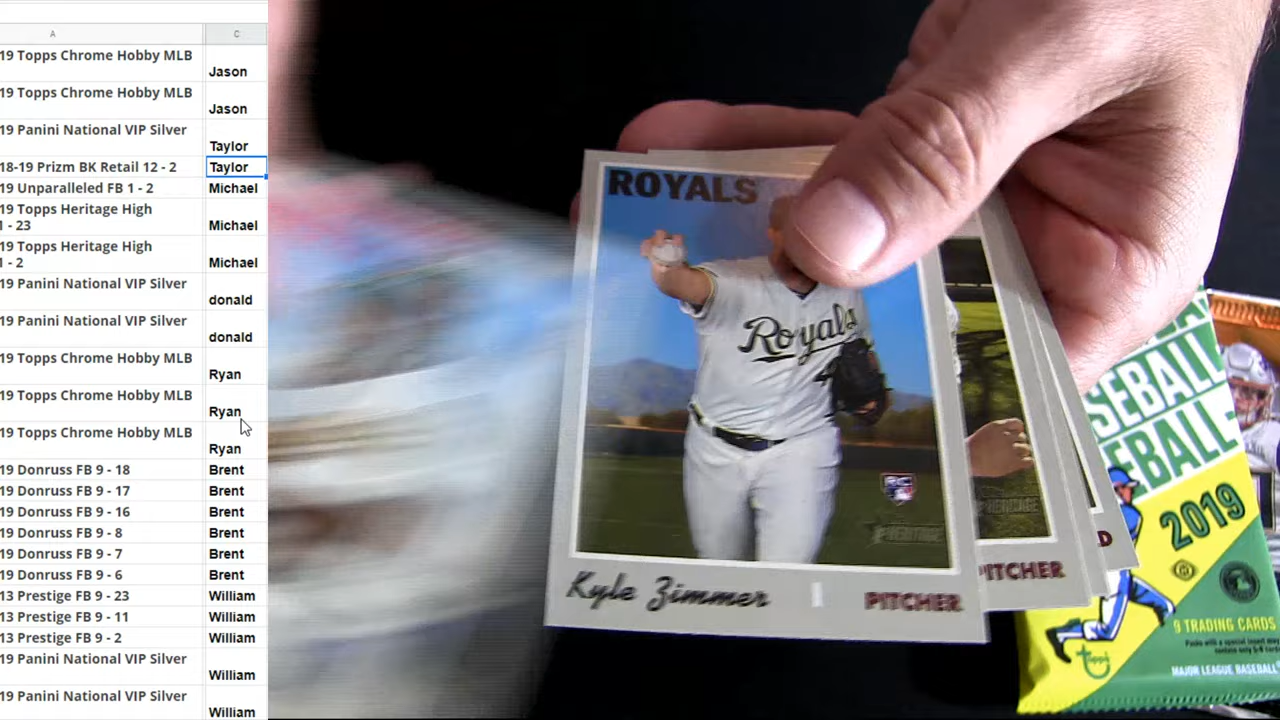 A
C
19 Topps Chrome Hobby MLB
Jason
19 Topps Chrome Hobby MLB
Jason
19 Panini National VIP Silver
Taylor
18-19 Prizm BK Retail 12 - 2
Taylor
19 Unparalleled FB 1 - 2
Michael
19 Topps Heritage High
1 - 23
Michael
19 Topps Heritage High
1 - 2
Michael
19 Panini National VIP Silver
donald
19 Panini National VIP Silver
donald
19 Topps Chrome Hobby MLB
Ryan
19 Topps Chrome Hobby MLB
Ryan
19 Topps Chrome Hobby MLB
Ryan
19 Donruss FB 9 - 18
Brent
19 Donruss FB 9 - 17
Brent
19 Donruss FB 9 - 16
Brent
19 Donruss FB 9 - 8
Brent
19 Donruss FB 9 - 7
Brent
19 Donruss FB 9 - 6
Brent
13 Prestige FB 9 - 23
William
13 Prestige FB 9 - 11
William
13 Prestige FB 9 - 2
William
19 Panini National VIP Silver
William
19 Panini National VIP Silver
William
ROYALS
Royals
4
RC
HERITAGE
Kyle Zimmer
PITCHER
HERITAGE
PITCHER
D
SEBALL
EBALL
2019
9 TRADING CARDS
Topps
MAJOR LEAGUE BASEBALL